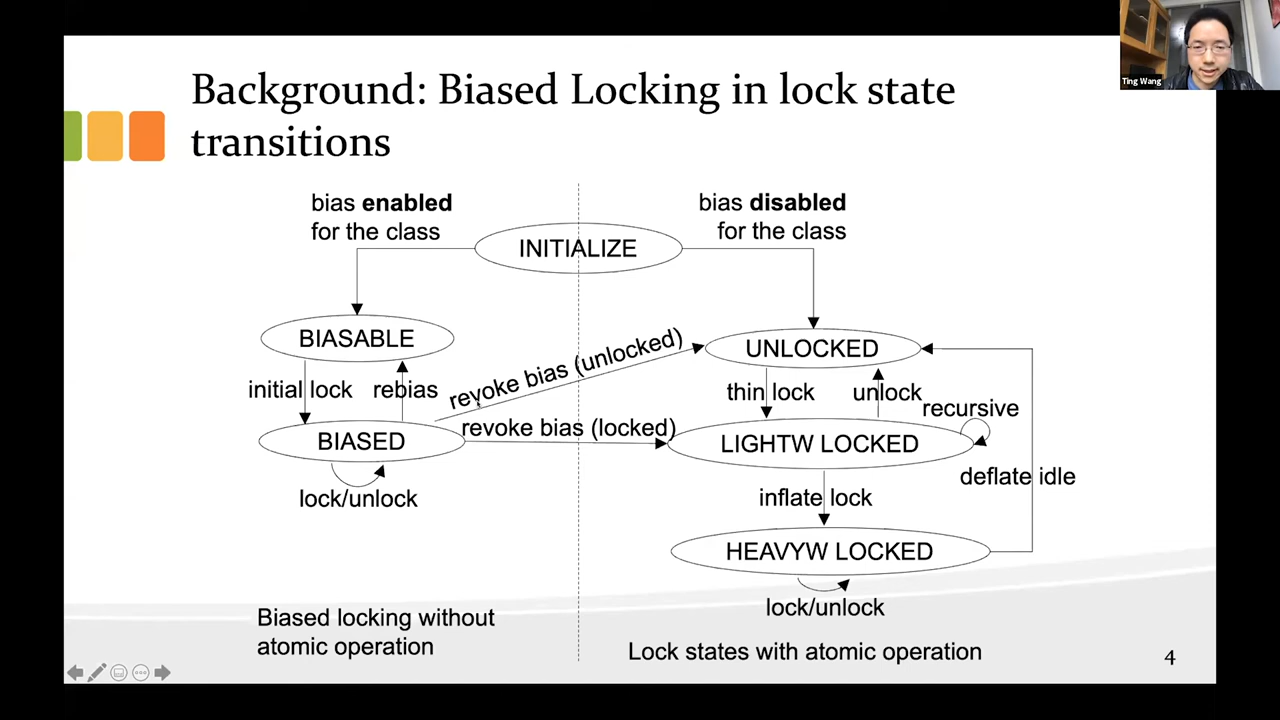 Ting Wang
Background: Biased Locking in lock state
transitions
bias enabled
for the class
bias disabled
for the class
INITIALIZE
BIASABLE
UNLOCKED
initial lock
rebias
revoke bias (unlocked)
revoke bias (locked)
thin lock
unlock
recursive
BIASED
LIGHTW LOCKED
lock/unlock
deflate idle
inflate lock
HEAVYW LOCKED
lock/unlock
Biased locking without
atomic operation
Lock states with atomic operation
4